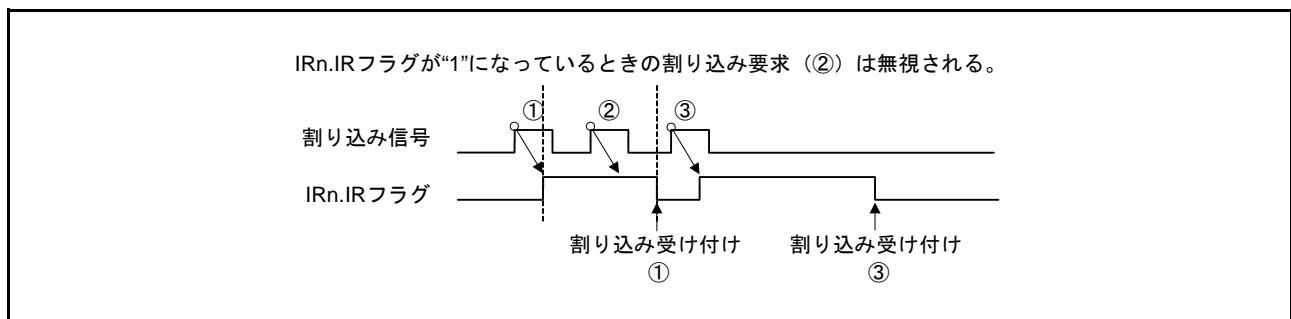 IRn.IRフラグが“1”になっているときの割り込み要求（②）は無視される。
① ② ③
割り込み信号
IRn.IRフラグ
割り込み受け付け 割り込み受け付け
① ③